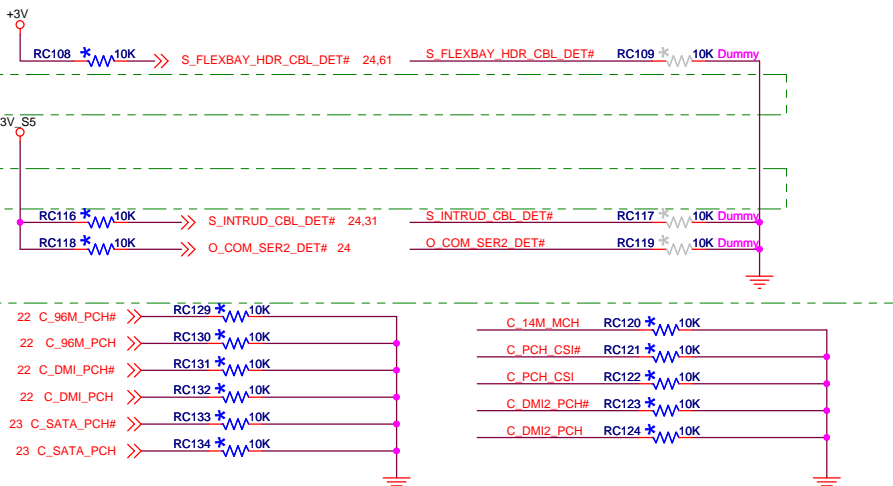 +3V
RC108 * 10K S_FLEXBAY_HDR_CBL_DET# 24,61 S_FLEXBAY_HDR_CBL_DET# RC109 * 10K Dummy
3V_S5
RC116 * 10K S_INTRUD_CBL_DET# 24,31 S_INTRUD_CBL_DET# RC117 * 10K Dummy
RC118 * 10K O_COM_SER2_DET# 24 O_COM_SER2_DET# RC119 * 10K Dummy
22 C_96M_PCH# RC129 * 10K C_14M_MCH RC120 * 10K
22 C_96M_PCH RC130 * 10K C_PCH_CSI# RC121 * 10K
22 C_DMI_PCH# RC131 * 10K C_PCH_CSI RC122 * 10K
22 C_DMI_PCH RC132 * 10K C_DMI2_PCH# RC123 * 10K
23 C_SATA_PCH# RC133 * 10K C_DMI2_PCH RC124 * 10K
23 C_SATA_PCH RC134 * 10K